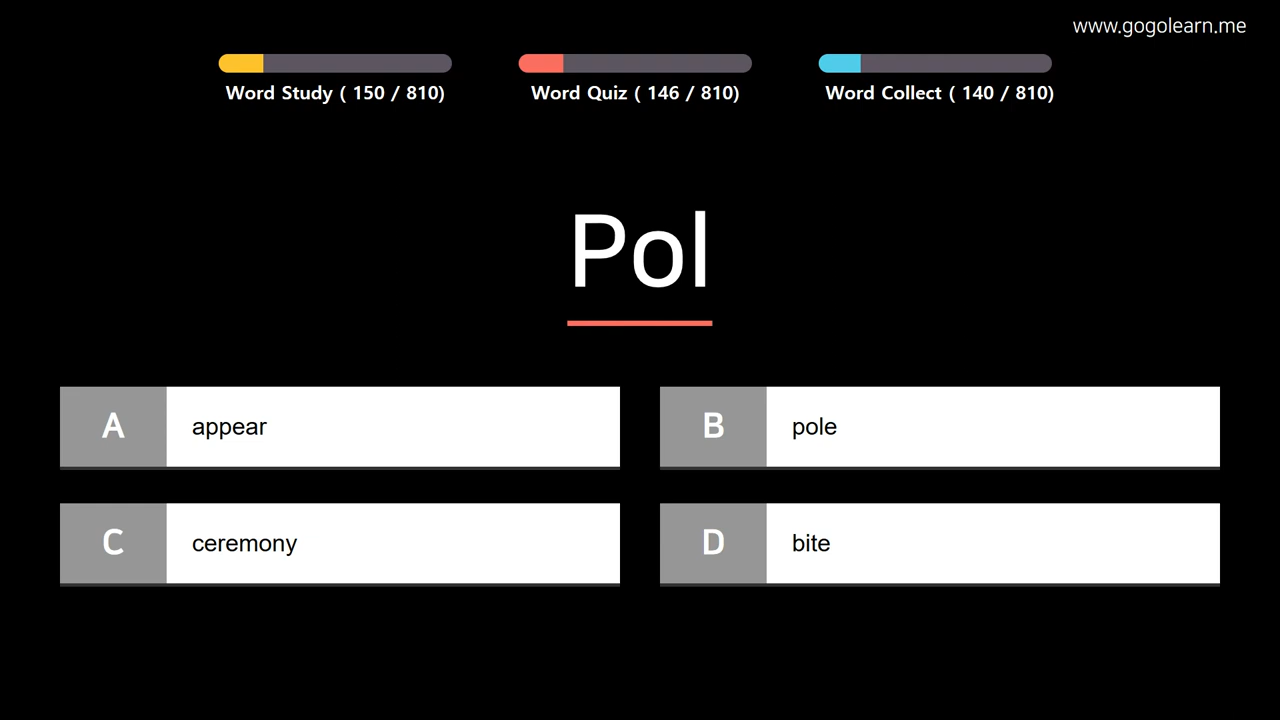 www.gogolearn.me
Word Study ( 150 / 810)
Word Quiz ( 146 / 810)
Word Collect ( 140 / 810)
Pol
A
appear
B
pole
C
ceremony
D
bite